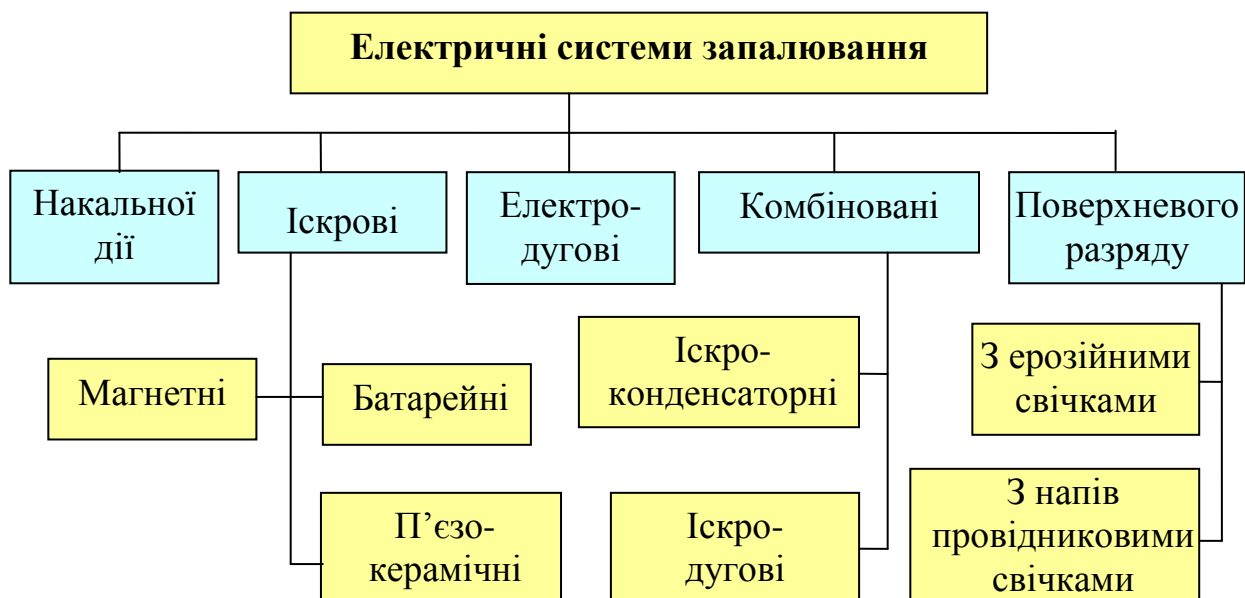 Електричні системи запалювання
Накальної
дії
Іскрові
Електро-
дугові
Комбіновані
Поверхневого
разряду
Магнетні
Батарейні
П’єзо-
керамічні
Іскро-
конденсаторні
Іскро-
дугові
З ерозійними
свічками
З напів
провідниковими
свічками